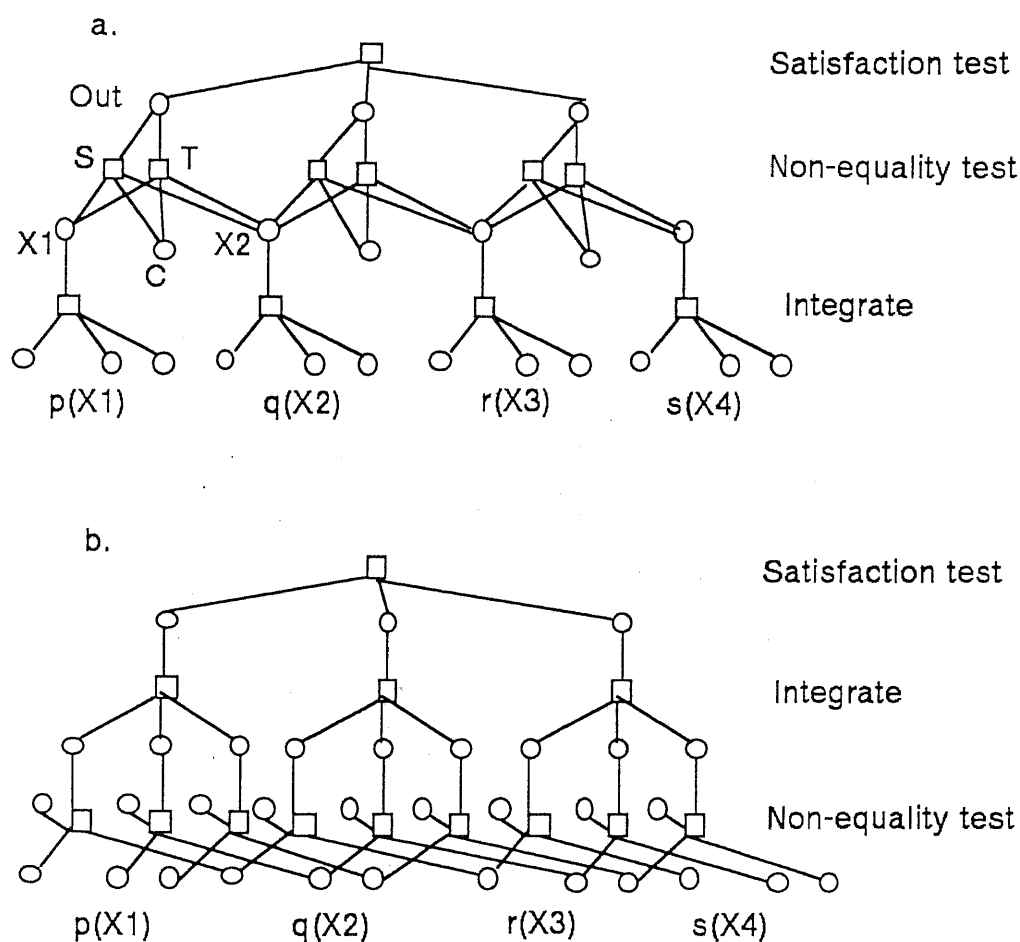 a.
Satisfaction test
Out
S
T
Non-equality test
X1
C
X2
Integrate
p(X1)
q(X2)
r(X3)
s(X4)
b.
Satisfaction test
Integrate
Non-equality test
p(X1)
q(X2)
r(X3)
s(X4)